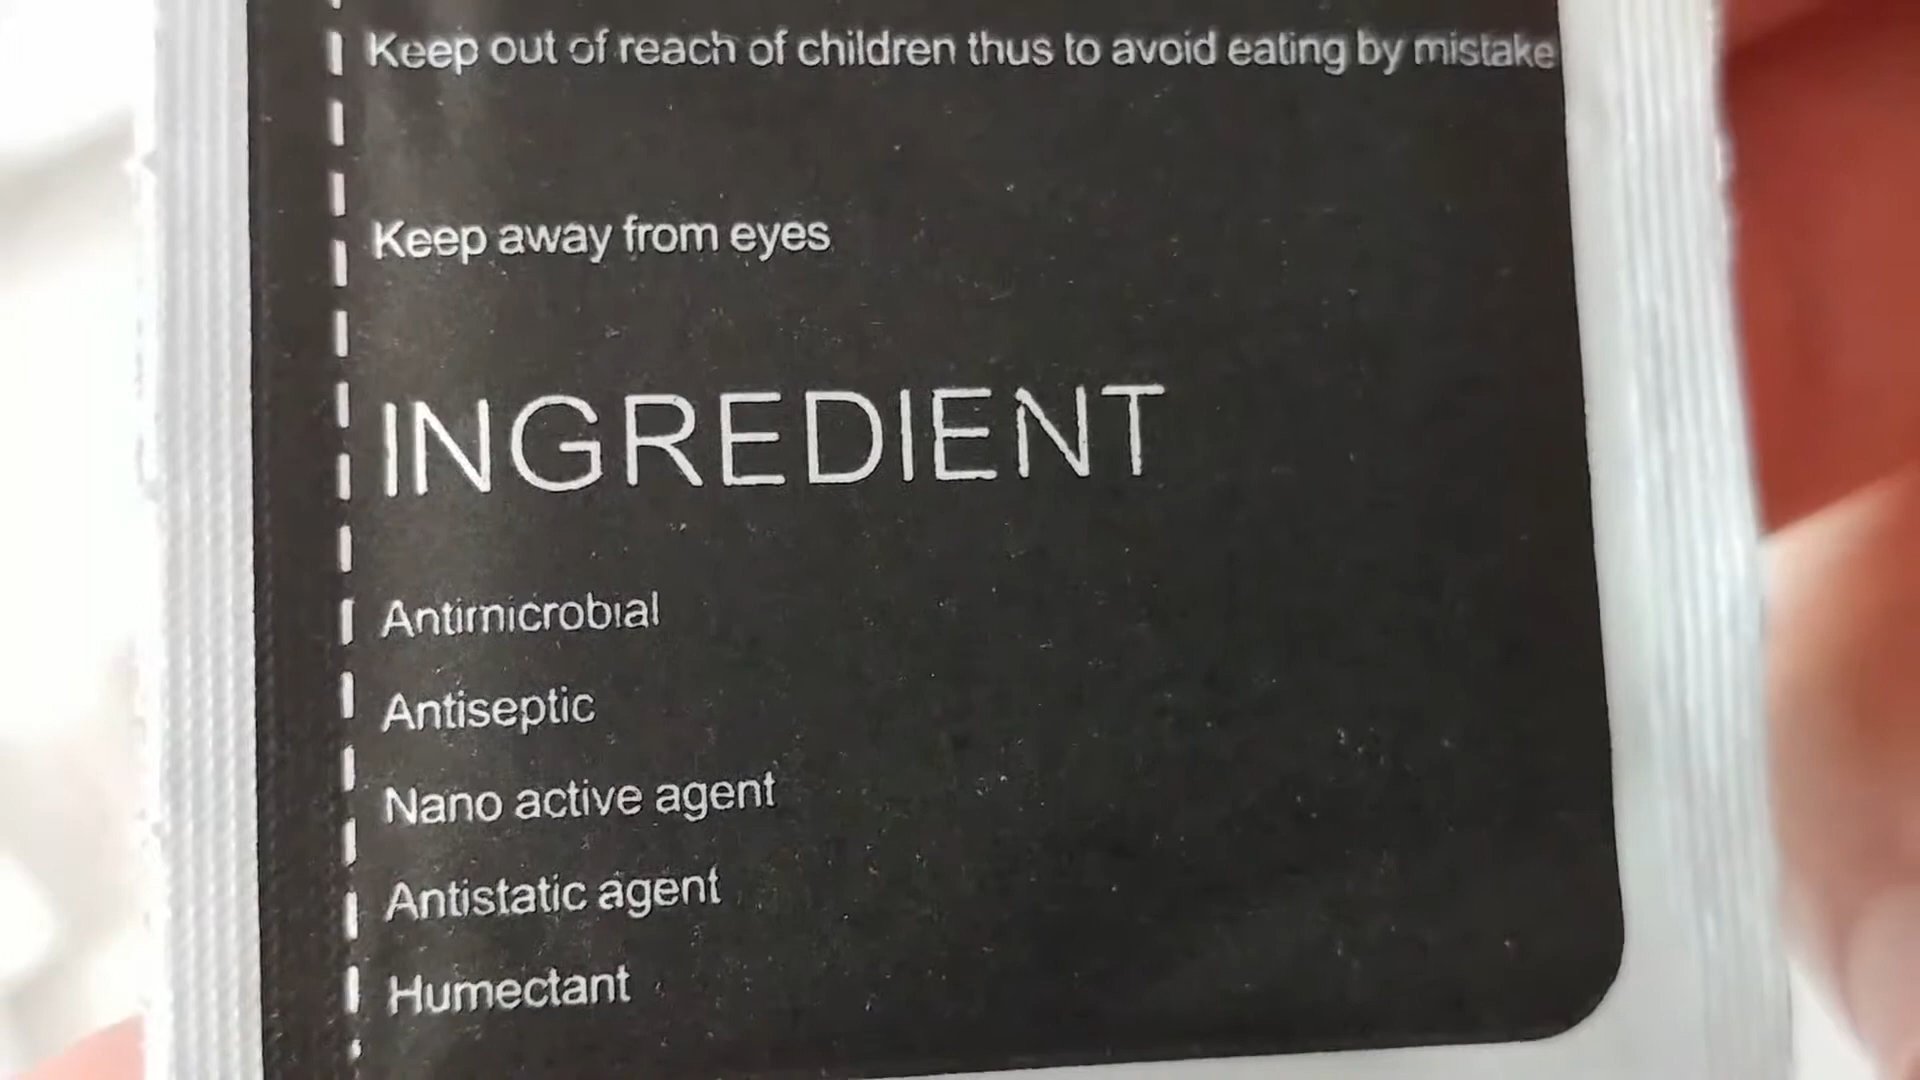 Keep out of reach of children thus to avoid eating by mistake
Keep away from eyes
INGREDIENT
Antimicrobial
Antiseptic
Nano active agent
Antistatic agent
Humectant